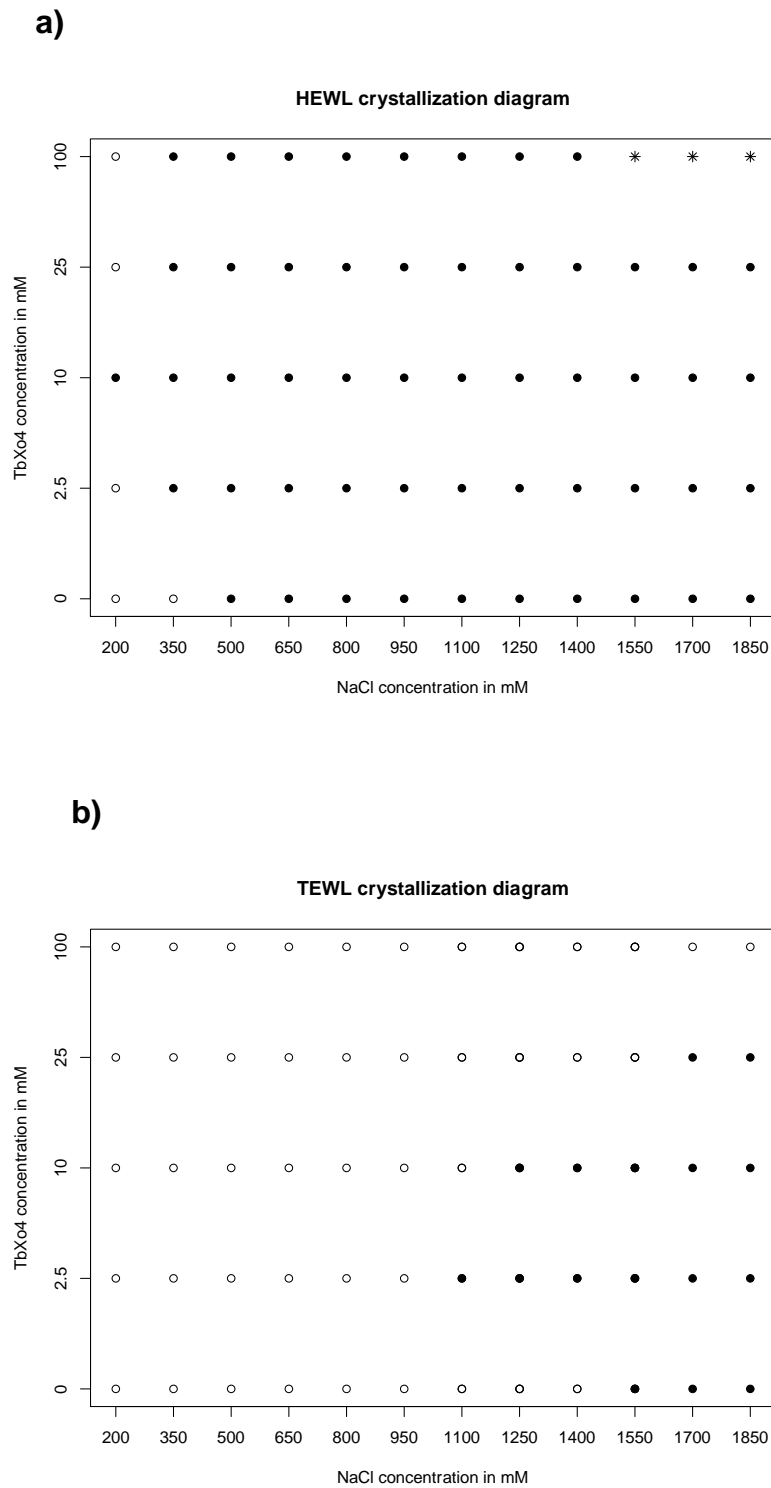 a)
HEWL crystallization diagram
TbXo4 concentration in mM
100
25
10
2.5
0
200 350 500 650 800 950 1100 1250 1400 1550 1700 1850
NaCl concentration in mM
b)
TEWL crystallization diagram
TbXo4 concentration in mM
100
25
10
2.5
0
200 350 500 650 800 950 1100 1250 1400 1550 1700 1850
NaCl concentration in mM